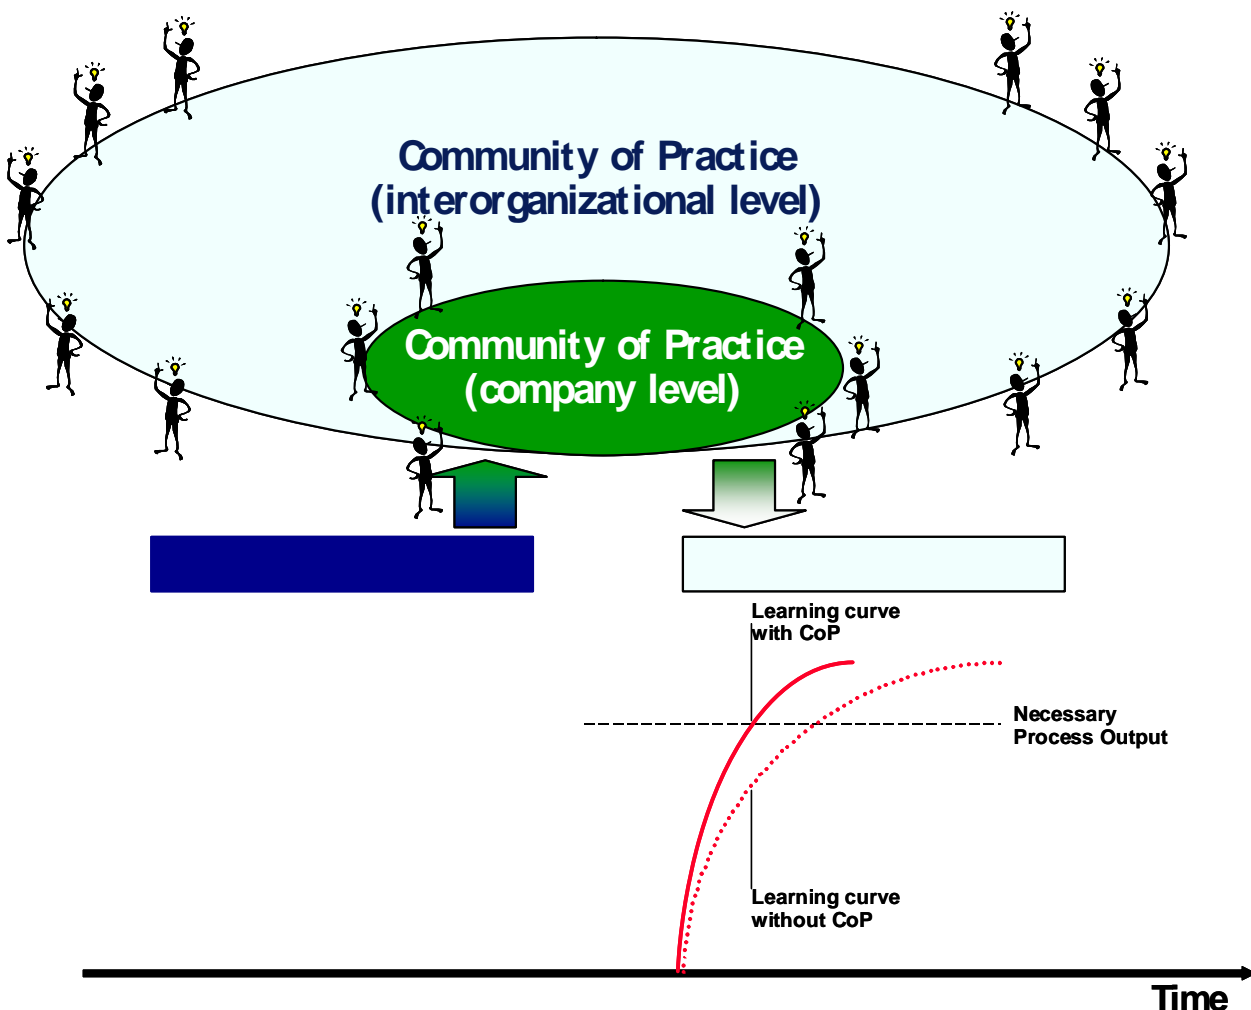 Community of Practice
(interorganizational level)
Community of Practice
(company level)
Learning curve
with CoP
Necessary
Process Output
Learning curve
without CoP
Time